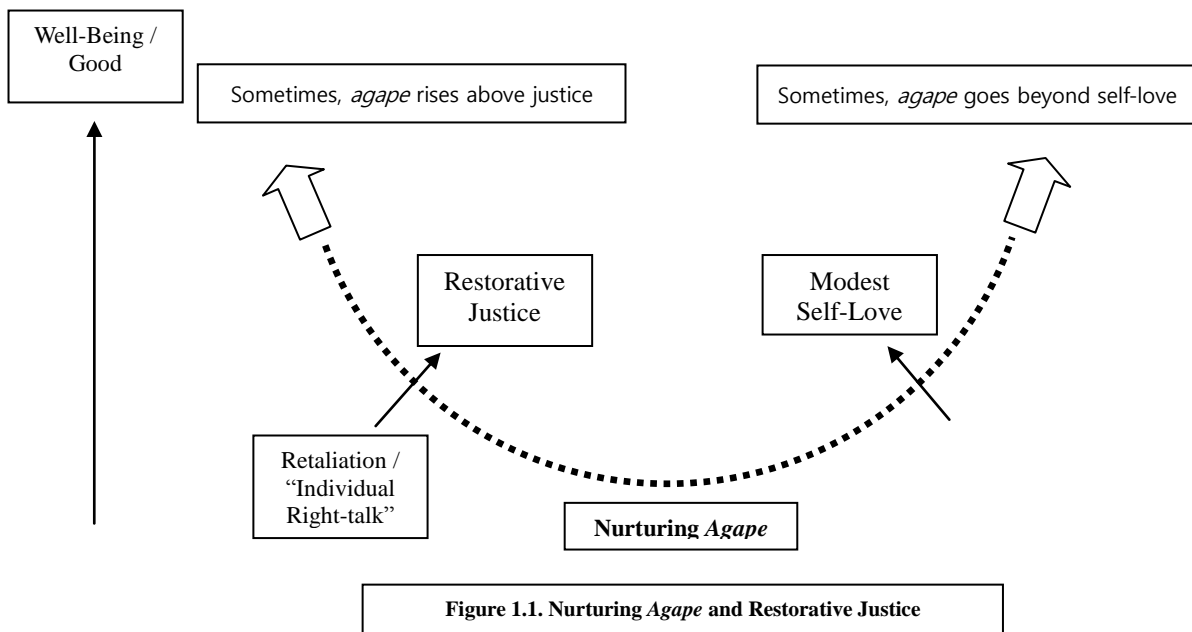 Well-Being /
Good
Sometimes, agape rises above justice
Sometimes, agape goes beyond self-love
Restorative
Justice
Modest
Self-Love
Retaliation /
“Individual
Right-talk”
Nurturing Agape
Figure 1.1. Nurturing Agape and Restorative Justice